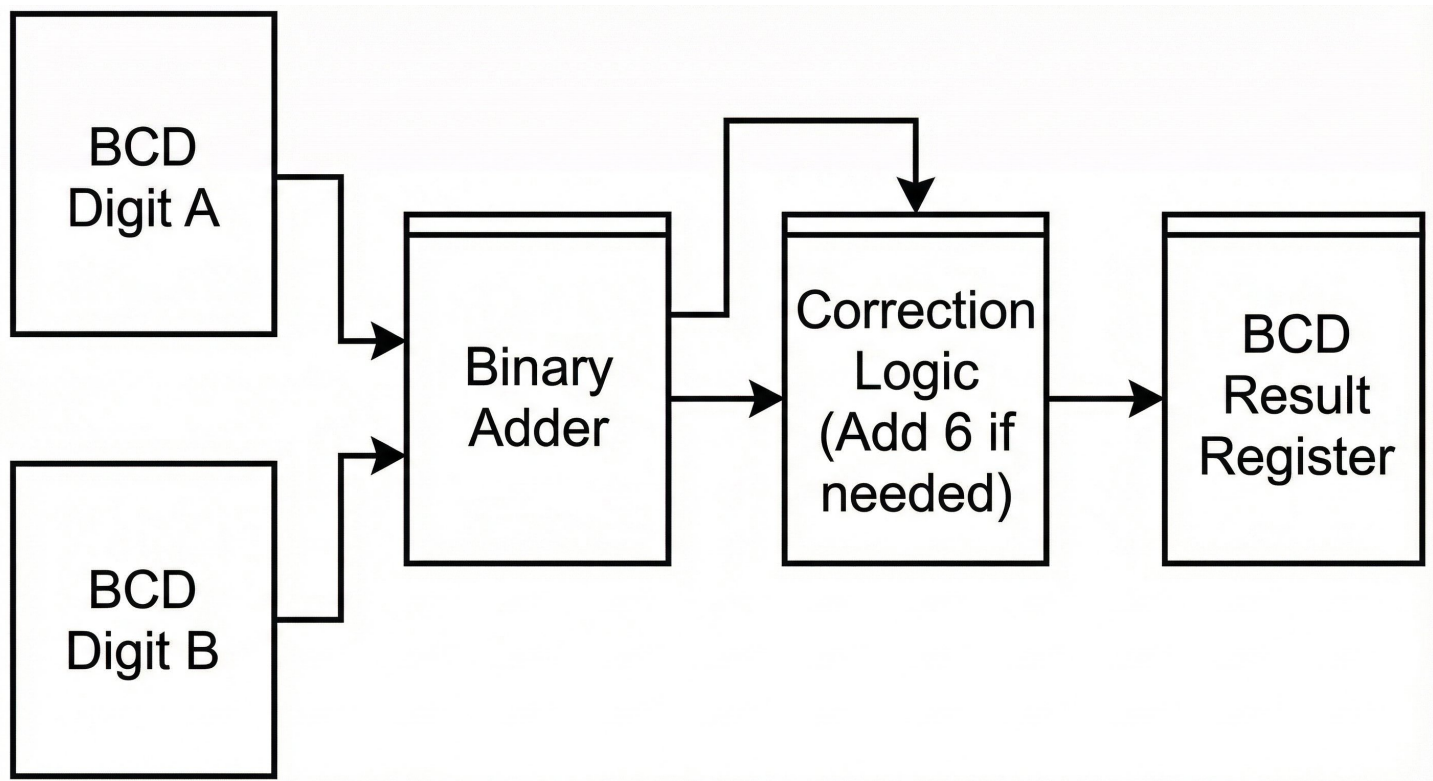 BCD
Digit A
BCD
Digit B
Binary
Adder
Correction
Logic
(Add 6 if
needed)
BCD
Result
Register